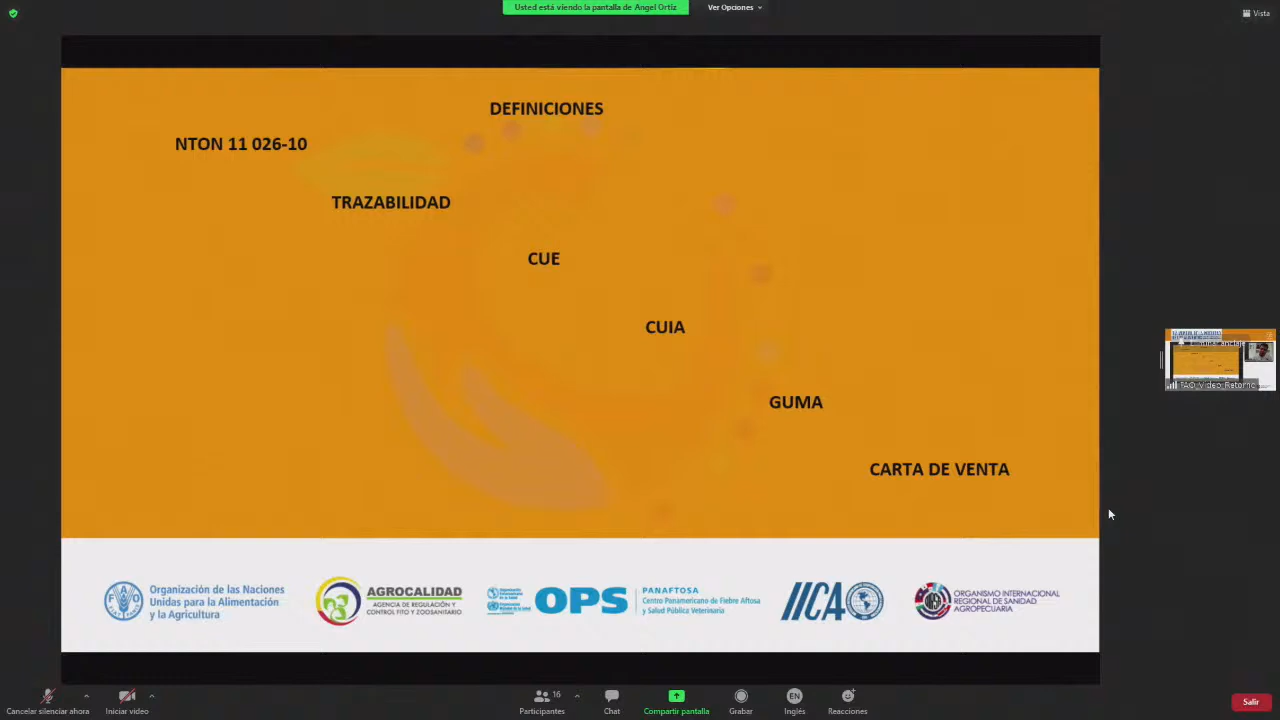 Usted está viendo la pantalla de Angel Ortiz
Ver Opciones
Vista
DEFINICIONES
NTON 11 026-10
TRAZABILIDAD
CUE
CUIA
GUMA
CARTA DE VENTA
FAO_Video_Retorno
Organización de las Naciones
Unidas para la Alimentación
y la Agricultura
AGROCALIDAD
AGENCIA DE REGULACIÓN Y
CONTROL FITO Y ZOOSANITARIO
OPS
PANAFTOSA
Centro Panamericano de Fiebre Aftosa
y Salud Pública Veterinaria
IICA
ORGANISMO INTERNACIONAL
REGIONAL DE SANIDAD
AGROPECUARIA
Cancelar silenciar ahora
Iniciar video
16
Participantes
Chat
Compartir pantalla
Grabar
EN
Inglés
Reacciones
Salir